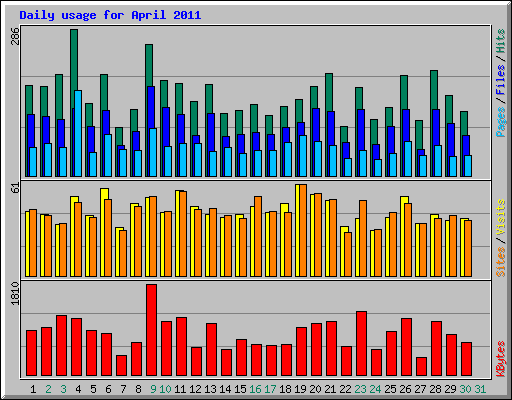 Daily usage for April 2011
286
Pages / Files / Hits
61
Sites / Visits
1810
KBytes
1 2 3 4 5 6 7 8 9 10 11 12 13 14 15 16 17 18 19 20 21 22 23 24 25 26 27 28 29 30 31